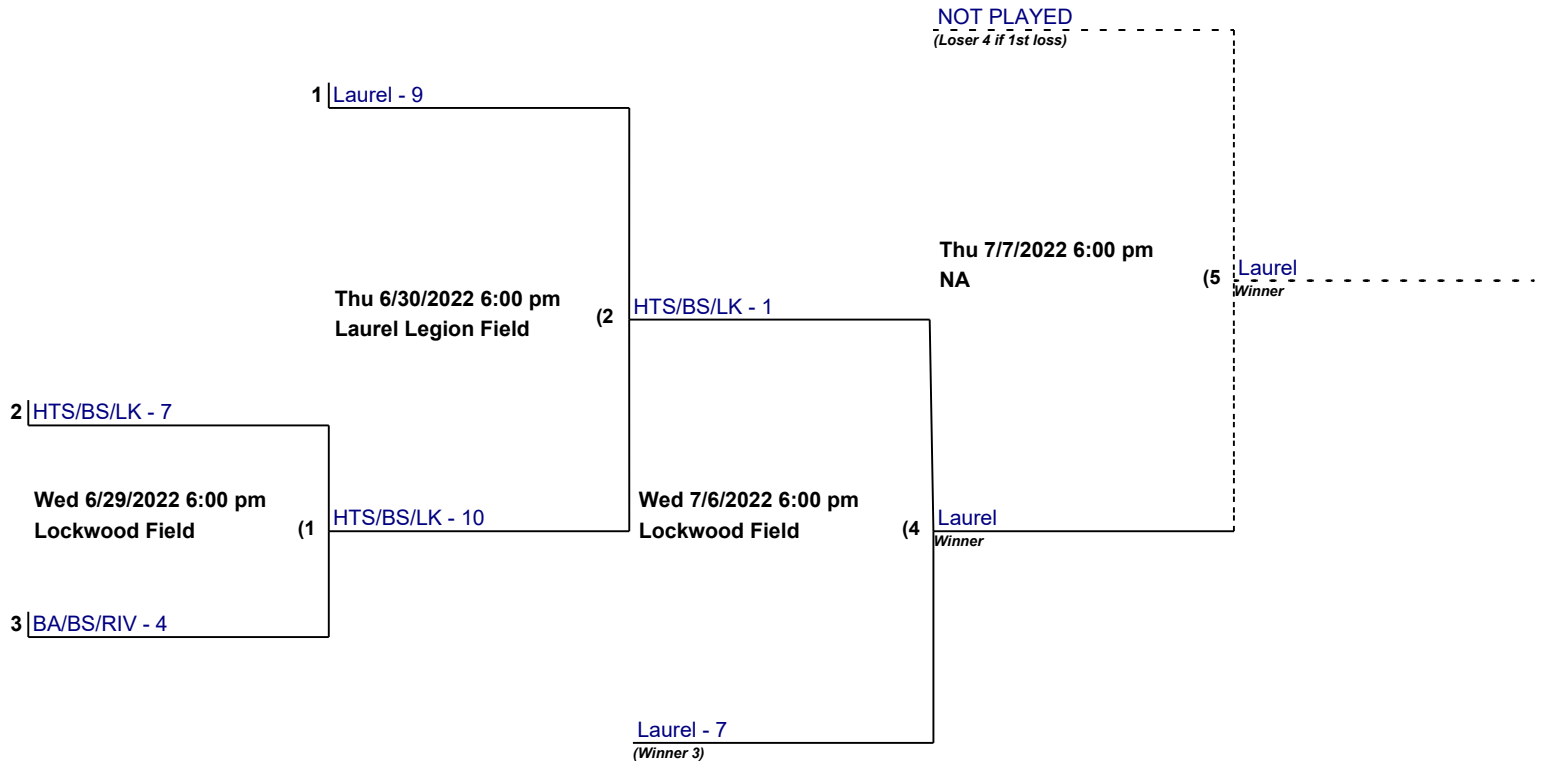 NOT PLAYED
(Loser 4 if 1st loss)
1 Laurel - 9
Thu 7/7/2022 6:00 pm
NA
(5
Laurel
Winner
Thu 6/30/2022 6:00 pm
Laurel Legion Field
(2
HTS/BS/LK - 1
2 HTS/BS/LK - 7
Wed 6/29/2022 6:00 pm
Lockwood Field
(1
HTS/BS/LK - 10
Wed 7/6/2022 6:00 pm
Lockwood Field
(4
Laurel
Winner
3 BA/BS/RIV - 4
Laurel - 7
(Winner 3)